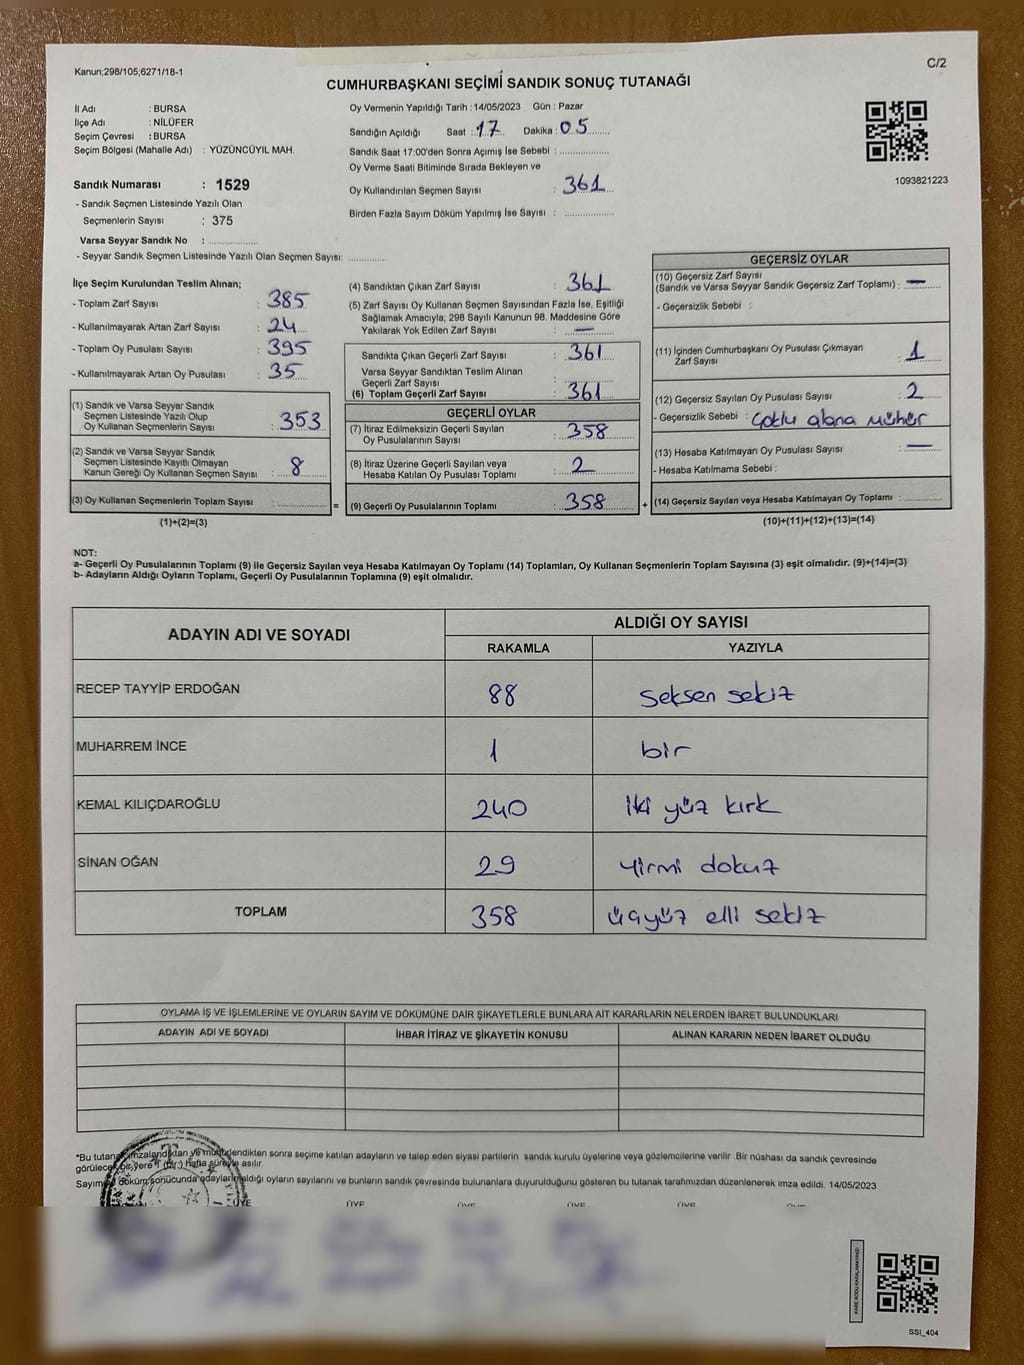 Kanun;298/105;6271/18-1
C/2
CUMHURBAŞKANI SEÇİMİ SANDIK SONUÇ TUTANAĞI
İl Adı : BURSA
İlçe Adı : NİLÜFER
Seçim Çevresi : BURSA
Seçim Bölgesi (Mahalle Adı) : YÜZÜNCÜYIL MAH.
Sandık Numarası : 1529
- Sandık Seçmen Listesinde Yazılı Olan
Seçmenlerin Sayısı : 375
Varsa Seyyar Sandık No : ..................
- Seyyar Sandık Seçmen Listesinde Yazılı Olan Seçmen Sayısı: .............
Oy Vermenin Yapıldığı Tarih : 14/05/2023 Gün : Pazar
Sandığın Açıldığı Saat : 17 Dakika : 05
Sandık Saat 17:00'den Sonra Açımış İse Sebebi : ..................
Oy Verme Saati Bitiminde Sırada Bekleyen ve
Oy Kullandırılan Seçmen Sayısı : 361
Birden Fazla Sayım Döküm Yapılmış İse Sayısı : ..................
1093821223
İlçe Seçim Kurulundan Teslim Alınan;
- Toplam Zarf Sayısı : 385
- Kullanılmayarak Artan Zarf Sayısı : 24
- Toplam Oy Pusulası Sayısı : 395
- Kullanılmayarak Artan Oy Pusulası : 35
(1) Sandık ve Varsa Seyyar Sandık
Seçmen Listesinde Yazılı Olup
Oy Kullanan Seçmenlerin Sayısı : 353
(2) Sandık ve Varsa Seyyar Sandık
Seçmen Listesinde Kayıtlı Olmayan
Kanun Gereği Oy Kullanan Seçmen Sayısı : 8
(3) Oy Kullanan Seçmenlerin Toplam Sayısı : ..................
(1)+(2)=(3)
=
(4) Sandıktan Çıkan Zarf Sayısı : 361
(5) Zarf Sayısı Oy Kullanan Seçmen Sayısından Fazla İse, Eşitliği
Sağlamak Amacıyla; 298 Sayılı Kanunun 98. Maddesine Göre
Yakılarak Yok Edilen Zarf Sayısı : —
Sandıkta Çıkan Geçerli Zarf Sayısı : 361
Varsa Seyyar Sandıktan Teslim Alınan
Geçerli Zarf Sayısı :
(6) Toplam Geçerli Zarf Sayısı : 361
GEÇERLİ OYLAR
(7) İtiraz Edilmeksizin Geçerli Sayılan
Oy Pusulalarının Sayısı : 358
(8) İtiraz Üzerine Geçerli Sayılan veya
Hesaba Katılan Oy Pusulası Toplamı : 2
(9) Geçerli Oy Pusulalarının Toplamı : 358
+
GEÇERSİZ OYLAR
(10) Geçersiz Zarf Sayısı
(Sandık ve Varsa Seyyar Sandık Geçersiz Zarf Toplamı) : —
- Geçersizlik Sebebi :
(11) İçinden Cumhurbaşkanı Oy Pusulası Çıkmayan
Zarf Sayısı : 1
(12) Geçersiz Sayılan Oy Pusulası Sayısı : 2
- Geçersizlik Sebebi : Çoklu alana mühür
(13) Hesaba Katılmayan Oy Pusulası Sayısı : —
- Hesaba Katılmama Sebebi :
(14) Geçersiz Sayılan veya Hesaba Katılmayan Oy Toplamı : .............
(10)+(11)+(12)+(13)=(14)
NOT:
a- Geçerli Oy Pusulalarının Toplamı (9) ile Geçersiz Sayılan veya Hesaba Katılmayan Oy Toplamı (14) Toplamları, Oy Kullanan Seçmenlerin Toplam Sayısına (3) eşit olmalıdır. (9)+(14)=(3)
b- Adayların Aldığı Oyların Toplamı, Geçerli Oy Pusulalarının Toplamına (9) eşit olmalıdır.
ADAYIN ADI VE SOYADI
ALDIĞI OY SAYISI
RAKAMLA YAZIYLA
RECEP TAYYİP ERDOĞAN 88 seksen sekiz
MUHARREM İNCE 1 bir
KEMAL KILIÇDAROĞLU 240 iki yüz kırk
SİNAN OĞAN 29 yirmi dokuz
TOPLAM 358 üçyüz elli sekiz
OYLAMA İŞ VE İŞLEMLERİNE VE OYLARIN SAYIM VE DÖKÜMÜNE DAİR ŞİKAYETLERLE BUNLARA AİT KARARLARIN NELERDEN İBARET BULUNDUKLARI
ADAYIN ADI VE SOYADI İHBAR İTİRAZ VE ŞİKAYETİN KONUSU ALINAN KARARIN NEDEN İBARET OLDUĞU
*Bu tutanak imzalandıktan ve mühürlendikten sonra seçime katılan adayların ve talep eden siyasi partilerin sandık kurulu üyelerine veya gözlemcilerine verilir. Bir nüshası da sandık çevresinde
görülecek bir yere 1 (bir) hafta süreyle asılır.
Sayım ve döküm sonucunda adayların aldığı oyların sayılarını ve bunların sandık çevresinde bulunanlara duyurulduğunu gösteren bu tutanak tarafımızdan düzenlenerek imza edildi. 14/05/2023
ÜYE ÜYE ÜYE ÜYE ÜYE
SSİ_404